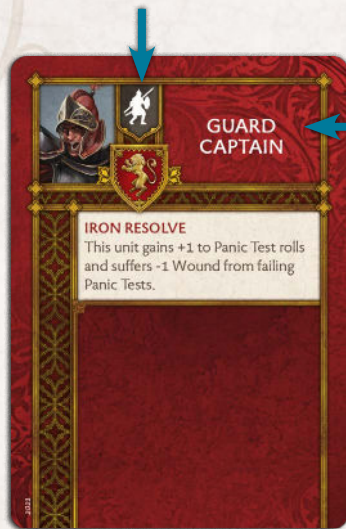 GUARD
CAPTAIN
IRON RESOLVE
This unit gains +1 to Panic Test rolls
and suffers -1 Wound from failing
Panic Tests.
2023